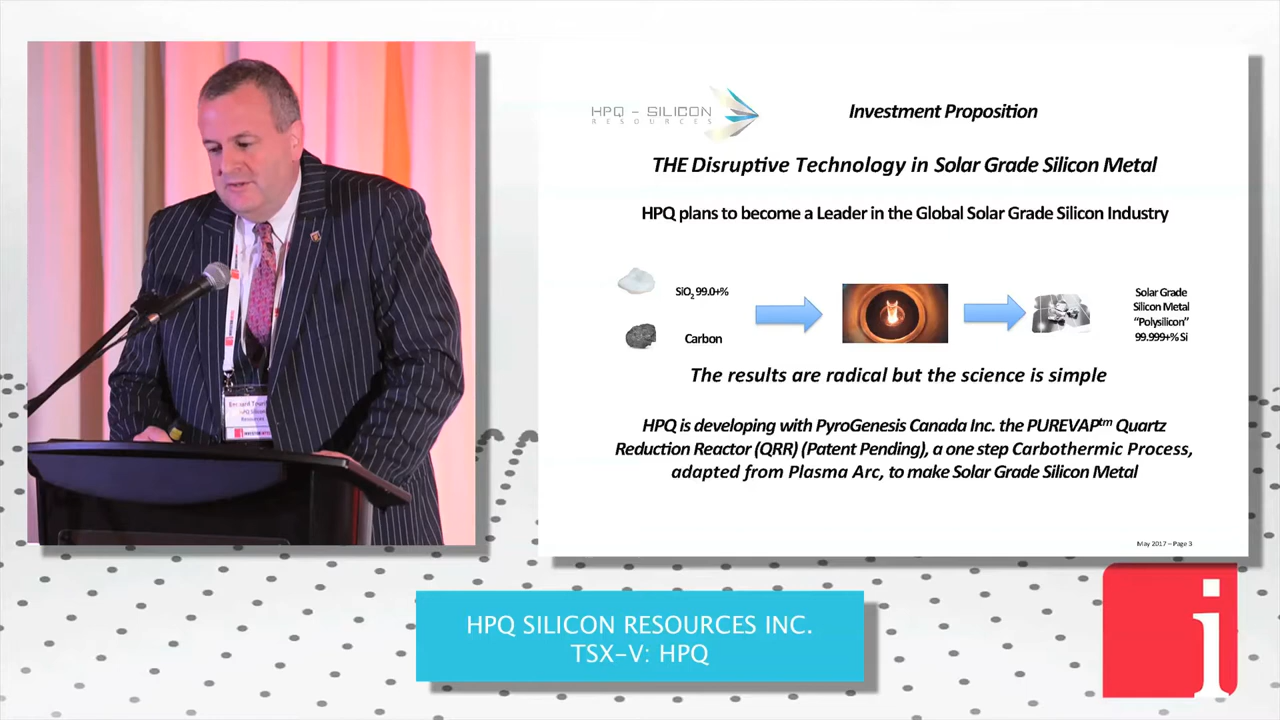 HPQ – SILICON
RESOURCES
Investment Proposition
THE Disruptive Technology in Solar Grade Silicon Metal
HPQ plans to become a Leader in the Global Solar Grade Silicon Industry
SiO2 99.0+%
Carbon
Solar Grade
Silicon Metal
"Polysilicon"
99.999+% Si
The results are radical but the science is simple
HPQ is developing with PyroGenesis Canada Inc. the PUREVAP™ Quartz
Reduction Reactor (QRR) (Patent Pending), a one step Carbothermic Process,
adapted from Plasma Arc, to make Solar Grade Silicon Metal
May 2017 – Page 3
HPQ Silicon
Resources
HPQ SILICON RESOURCES INC.
TSX-V: HPQ
i